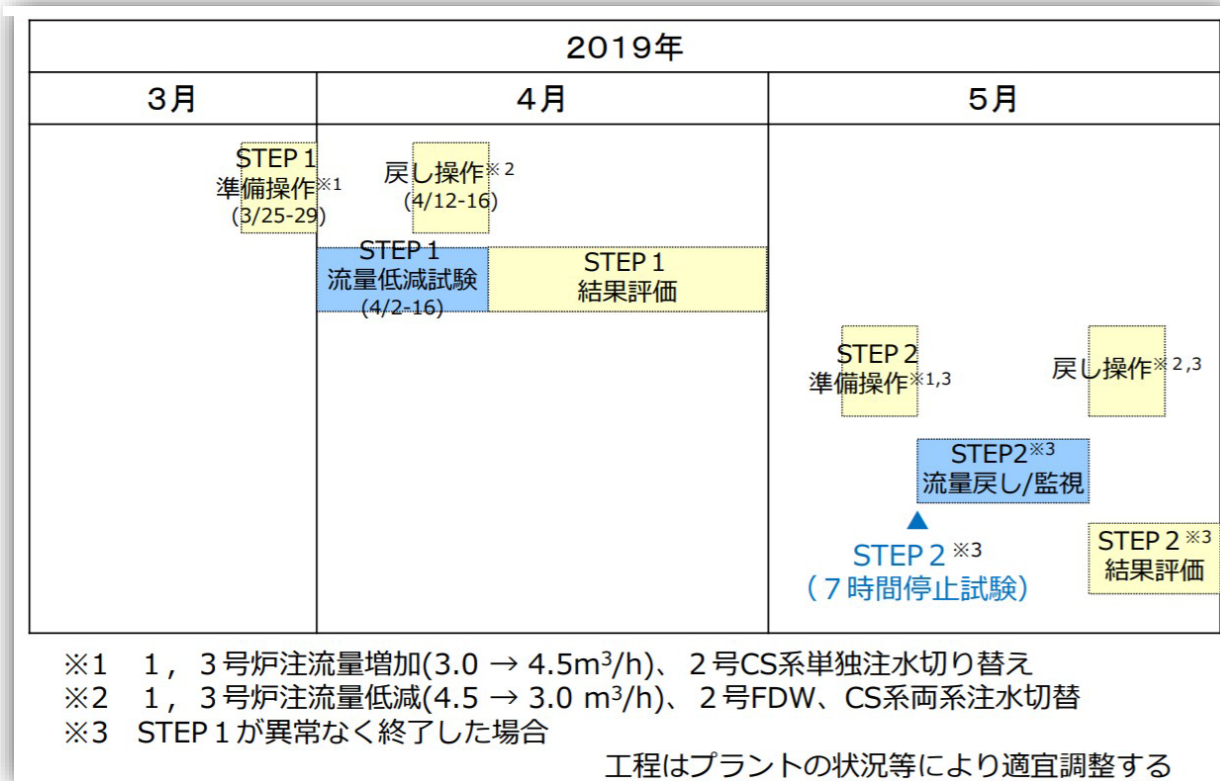 2019年
3月
4月
5月
STEP 1
準備操作※1
(3/25-29)
戻し操作※2
(4/12-16)
STEP 1
流量低減試験
(4/2-16)
STEP 1
結果評価
STEP 2
準備操作※1,3
戻し操作※2,3
STEP2※3
流量戻し/監視
▲
STEP 2 ※3
(7時間停止試験)
STEP 2 ※3
結果評価
※1 1，3号炉注流量増加(3.0 → 4.5m³/h)、2号CS系単独注水切り替え
※2 1，3号炉注流量低減(4.5 → 3.0 m³/h)、2号FDW、CS系両系注水切替
※3 STEP 1が異常なく終了した場合
工程はプラントの状況等により適宜調整する